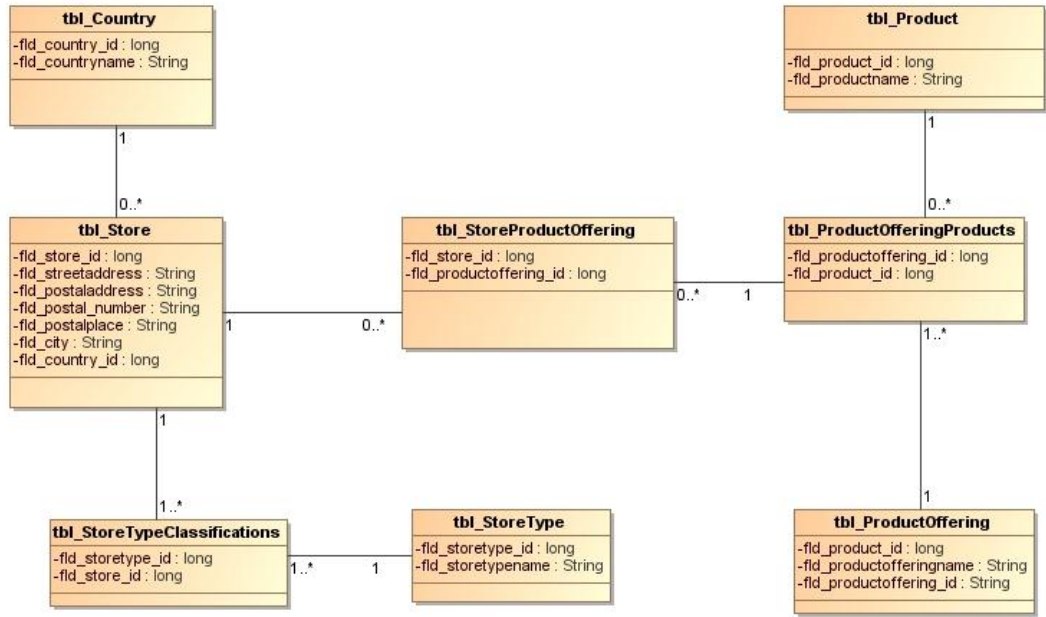 tbl_Country
-fld_country_id : long
-fld_countryname : String
1
0..*
tbl_Product
-fld_product_id : long
-fld_productname : String
1
0..*
tbl_Store
-fld_store_id : long
-fld_streetaddress : String
-fld_postaladdress : String
-fld_postal_number : String
-fld_postalplace : String
-fld_city : String
-fld_country_id : long
1
0..*
tbl_StoreProductOffering
-fld_store_id : long
-fld_productoffering_id : long
0..*
1
tbl_ProductOfferingProducts
-fld_productoffering_id : long
-fld_product_id : long
1..*
1
1
1..*
tbl_StoreTypeClassifications
-fld_storetype_id : long
-fld_store_id : long
1..*
1
tbl_StoreType
-fld_storetype_id : long
-fld_storetypename : String
tbl_ProductOffering
-fld_product_id : long
-fld_productofferingname : String
-fld_productoffering_id : String